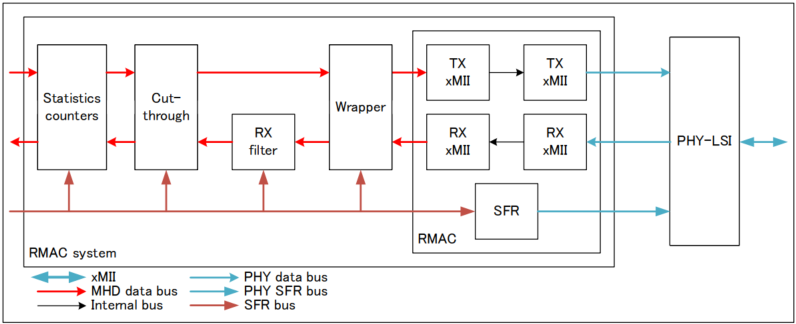 Statistics
counters
Cut-
through
RX
filter
Wrapper
TX
xMII
TX
xMII
RX
xMII
RX
xMII
PHY-LSI
SFR
RMAC
RMAC system
xMII
PHY data bus
MHD data bus
PHY SFR bus
Internal bus
SFR bus